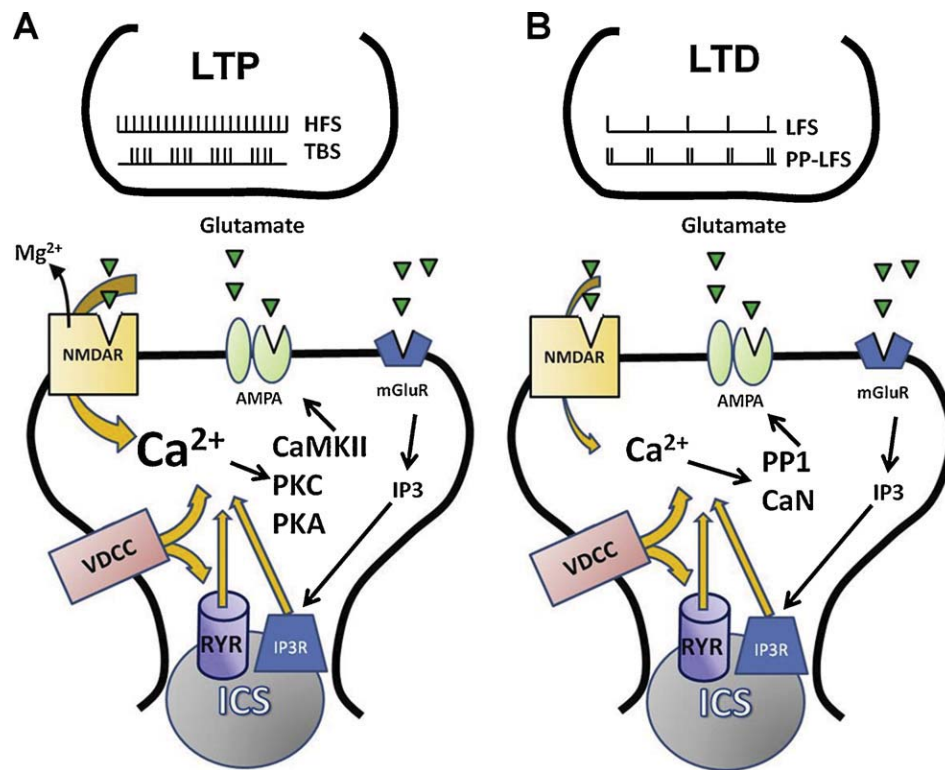 A
LTP
HFS
TBS
Glutamate
Mg²⁺
NMDAR
AMPA
mGluR
Ca²⁺
CaMKII
PKC
PKA
IP3
VDCC
RYR
IP3R
ICS
B
LTD
LFS
PP-LFS
Glutamate
NMDAR
AMPA
mGluR
Ca²⁺
PP1
CaN
IP3
VDCC
RYR
IP3R
ICS